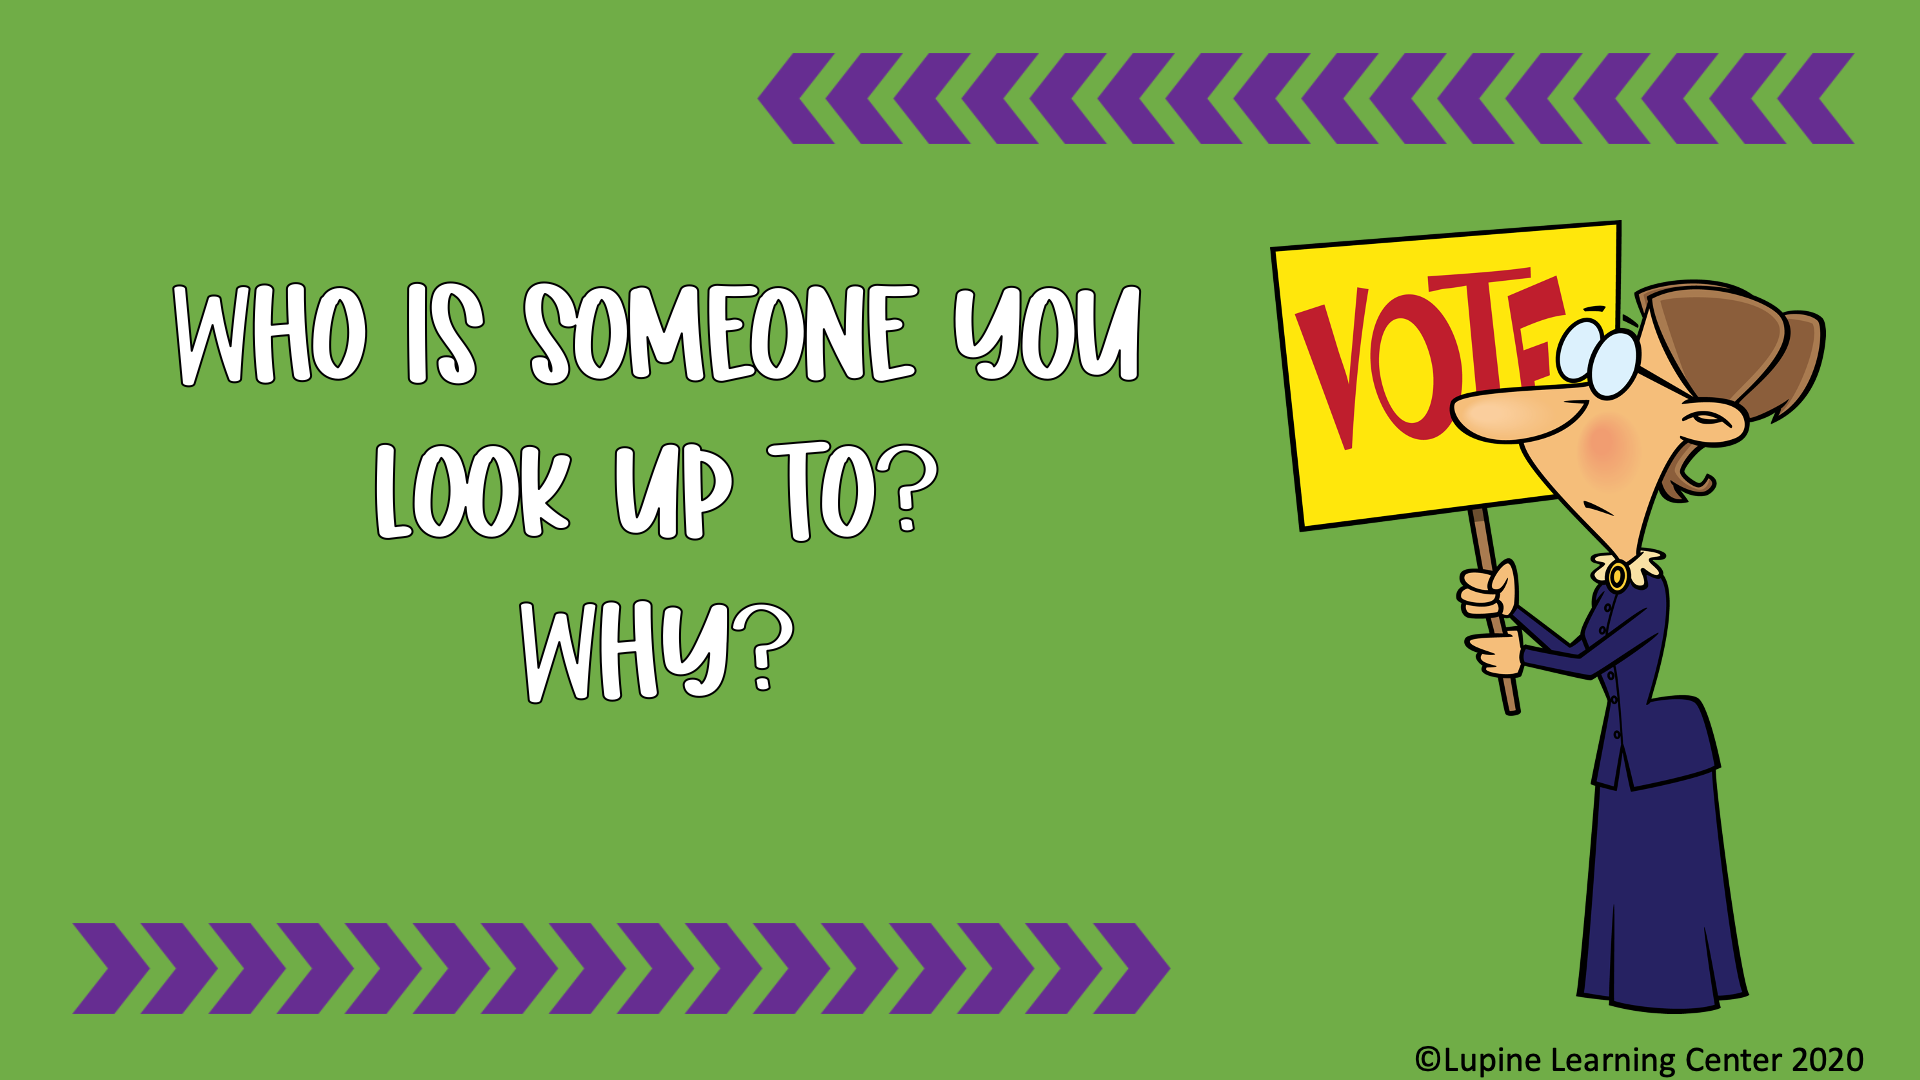 WHO IS SOMEONE YOU
LOOK UP TO?
WHY?
VOTE
©Lupine Learning Center 2020